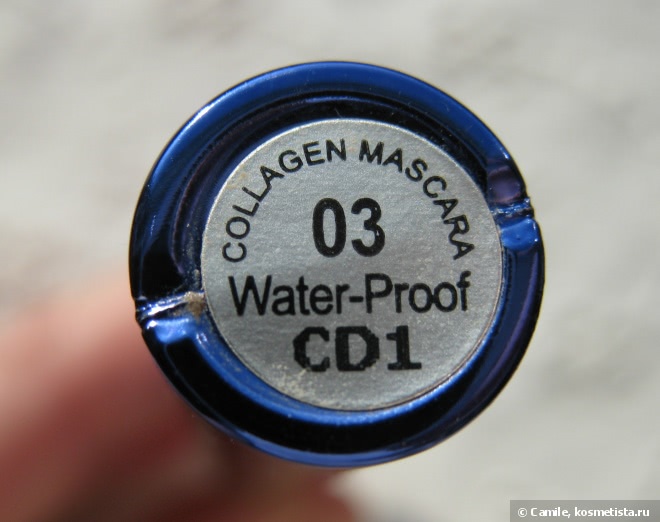 COLLAGEN MASCARA
03
Water-Proof
CD1
© Camile, kosmetista.ru